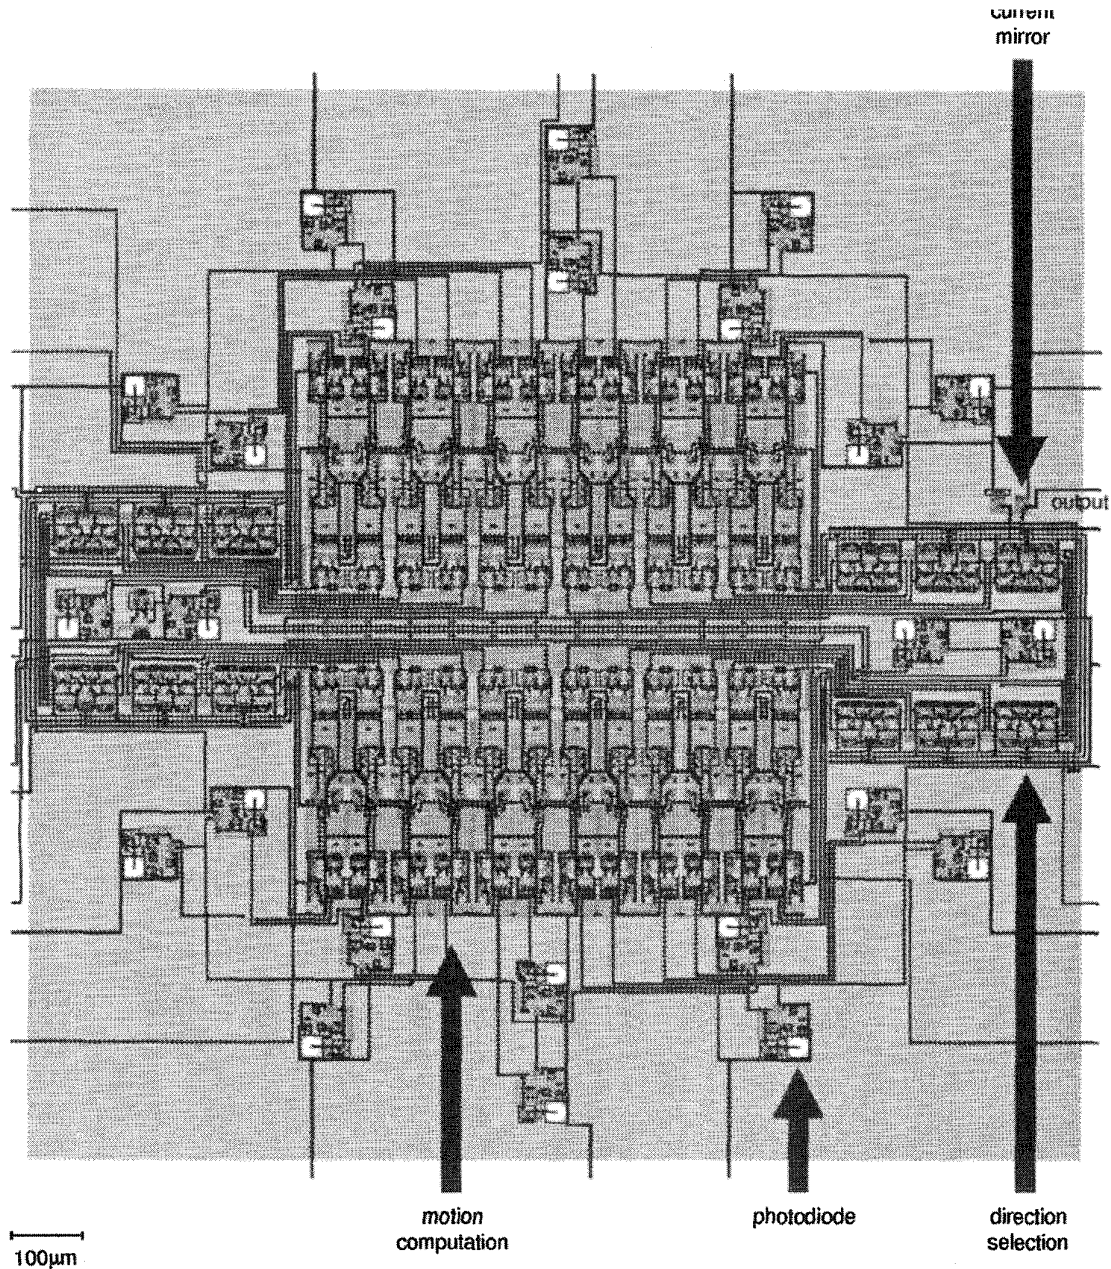 current
mirror
output
motion
computation
photodiode
direction
selection
100μm